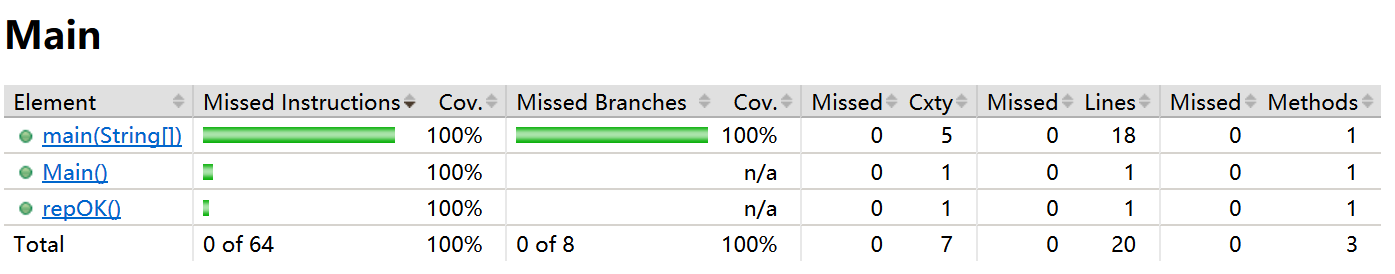 Main
Element Missed Instructions Cov. Missed Branches Cov. Missed Cxty Missed Lines Missed Methods
main(String[]) 100% 100% 0 5 0 18 0 1
Main() 100% n/a 0 1 0 1 0 1
repOK() 100% n/a 0 1 0 1 0 1
Total 0 of 64 100% 0 of 8 100% 0 7 0 20 0 3